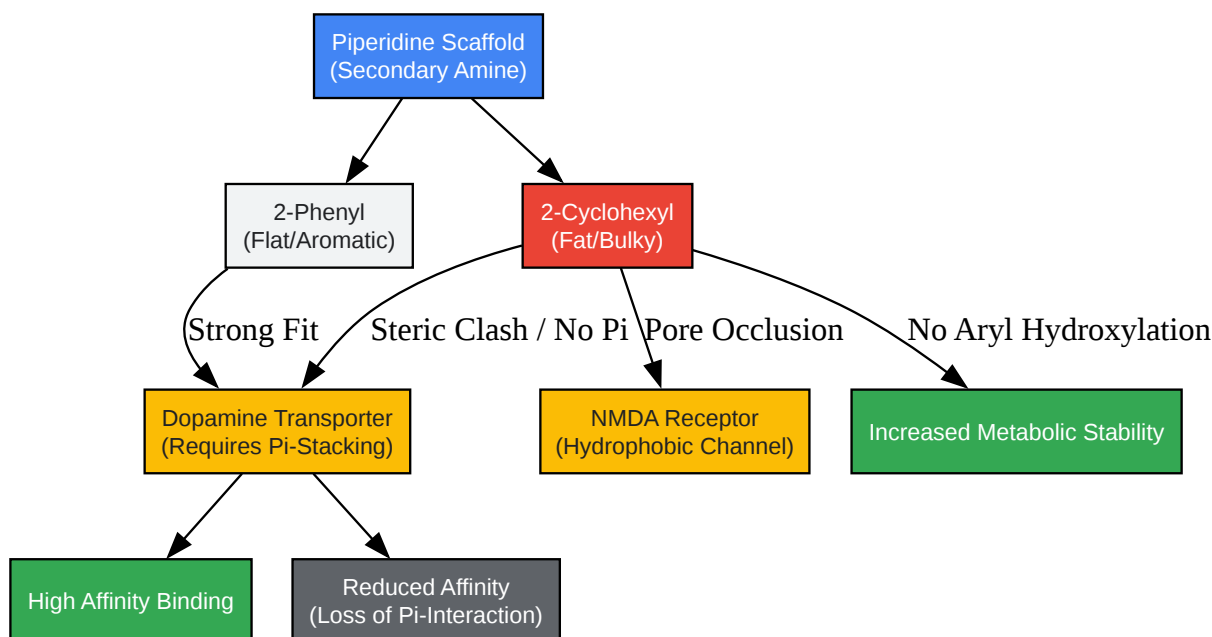 Piperidine Scaffold
(Secondary Amine)
2-Phenyl
(Flat/Aromatic)
2-Cyclohexyl
(Fat/Bulky)
Strong Fit
Steric Clash / No Pi
Pore Occlusion
No Aryl Hydroxylation
Dopamine Transporter
(Requires Pi-Stacking)
NMDA Receptor
(Hydrophobic Channel)
Increased Metabolic Stability
High Affinity Binding
Reduced Affinity
(Loss of Pi-Interaction)